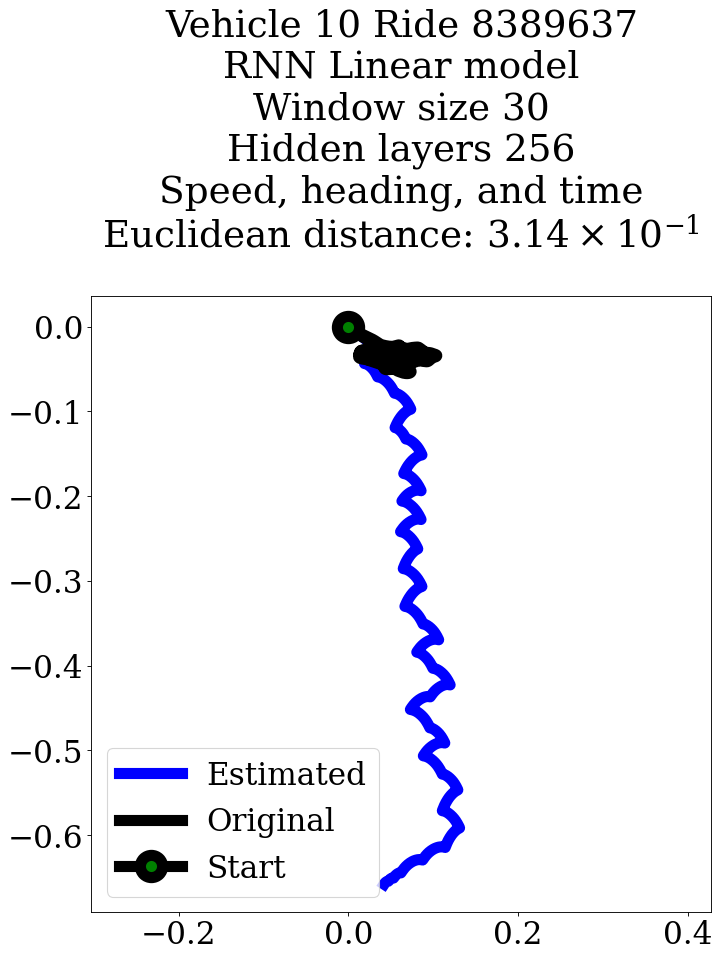 Vehicle 10 Ride 8389637
RNN Linear model
Window size 30
Hidden layers 256
Speed, heading, and time
Euclidean distance: 3.14 × 10⁻¹
0.0
−0.1
−0.2
−0.3
−0.4
−0.5
−0.6
Estimated
Original
Start
−0.2
0.0
0.2
0.4